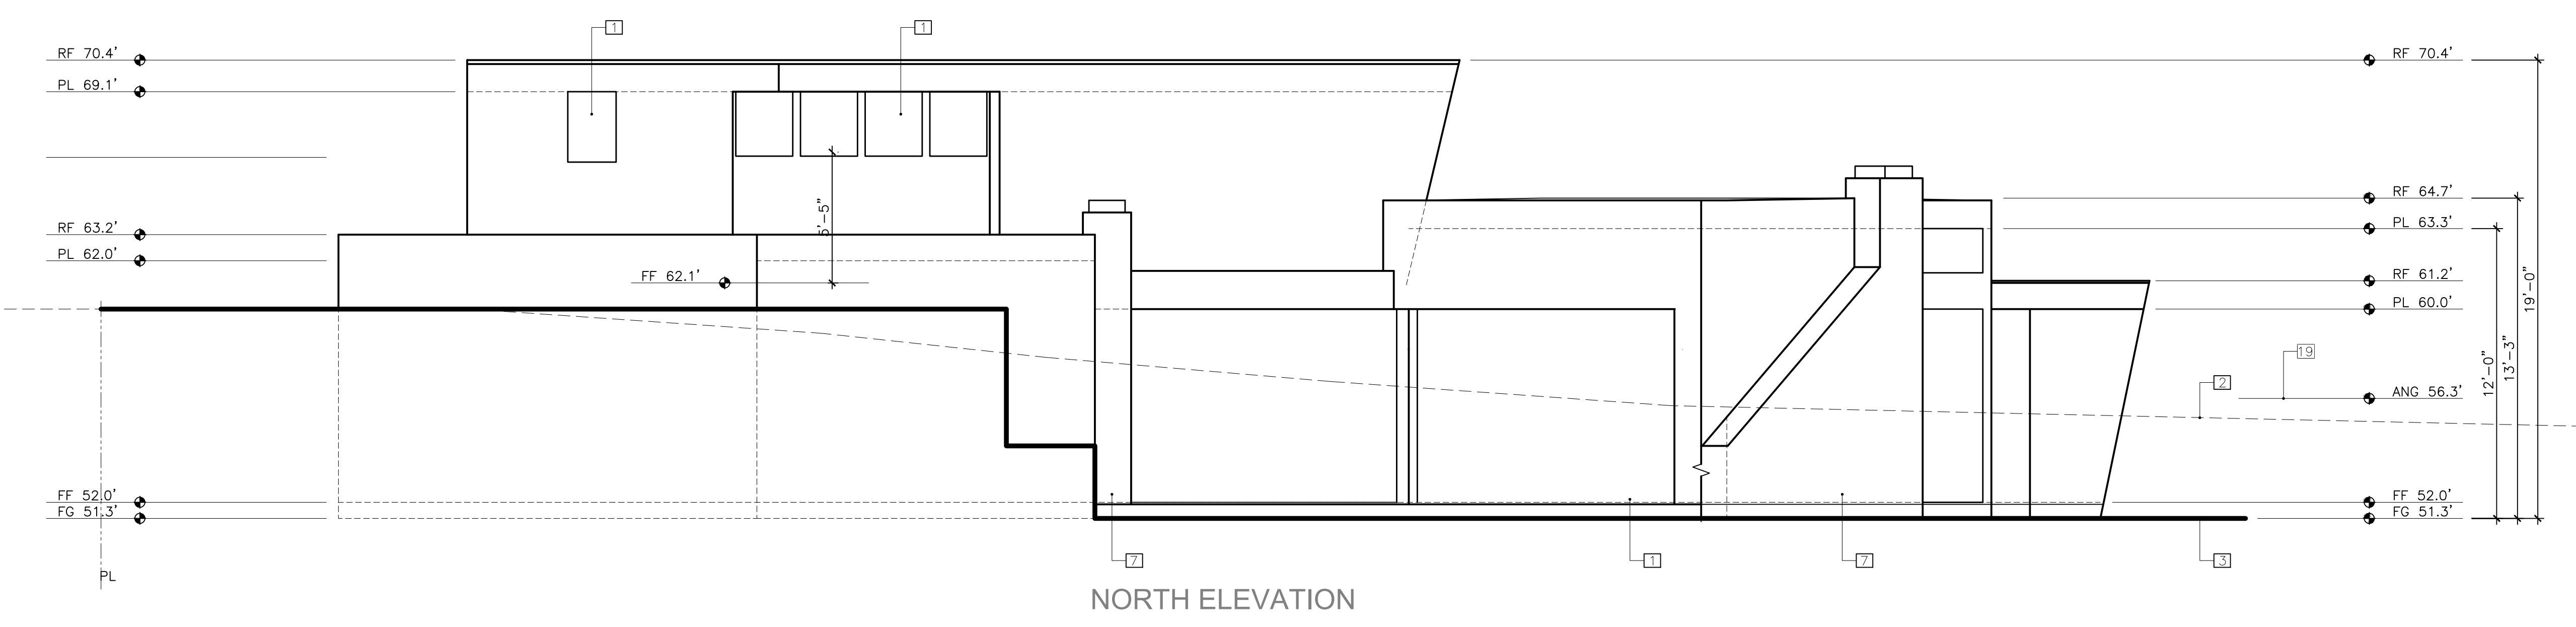 1
1
RF 70.4'
RF 70.4'
PL 69.1'
5'-5"
RF 64.7'
RF 63.2'
PL 63.3'
PL 62.0'
FF 62.1'
RF 61.2'
19'-0"
PL 60.0'
13'-3"
19
12'-0"
2
ANG 56.3'
FF 52.0'
FF 52.0'
FG 51.3'
FG 51.3'
7
1
7
3
PL
NORTH ELEVATION